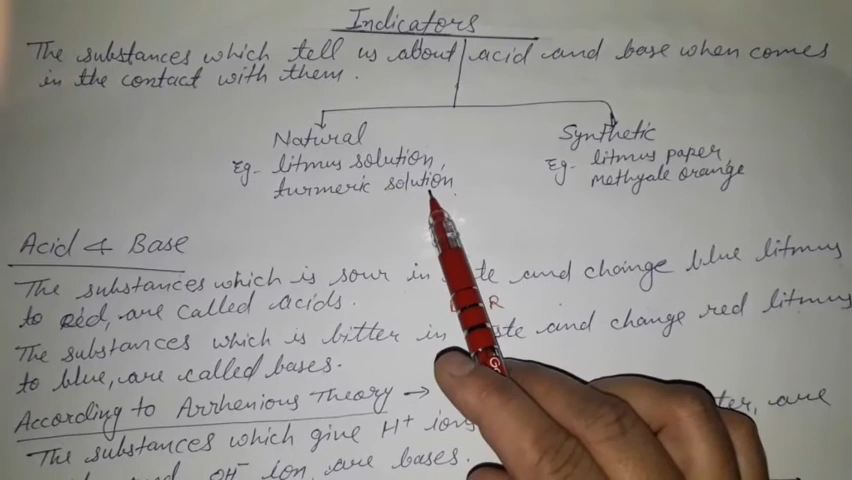 Indicators
The substances which tell us about acid and base when comes
in the contact with them.
Natural
Eg- litmus solution,
turmeric solution
Synthetic
Eg- litmus paper,
methyale orange
Acid & Base
The substances which is sour in and change blue litmus
to red, are called acids.
R
The substances which is bitter in and change red litmus
to blue, are called bases.
According to Arrhenious Theory →
The substances which give H+ ions are
OH- ion, are bases.